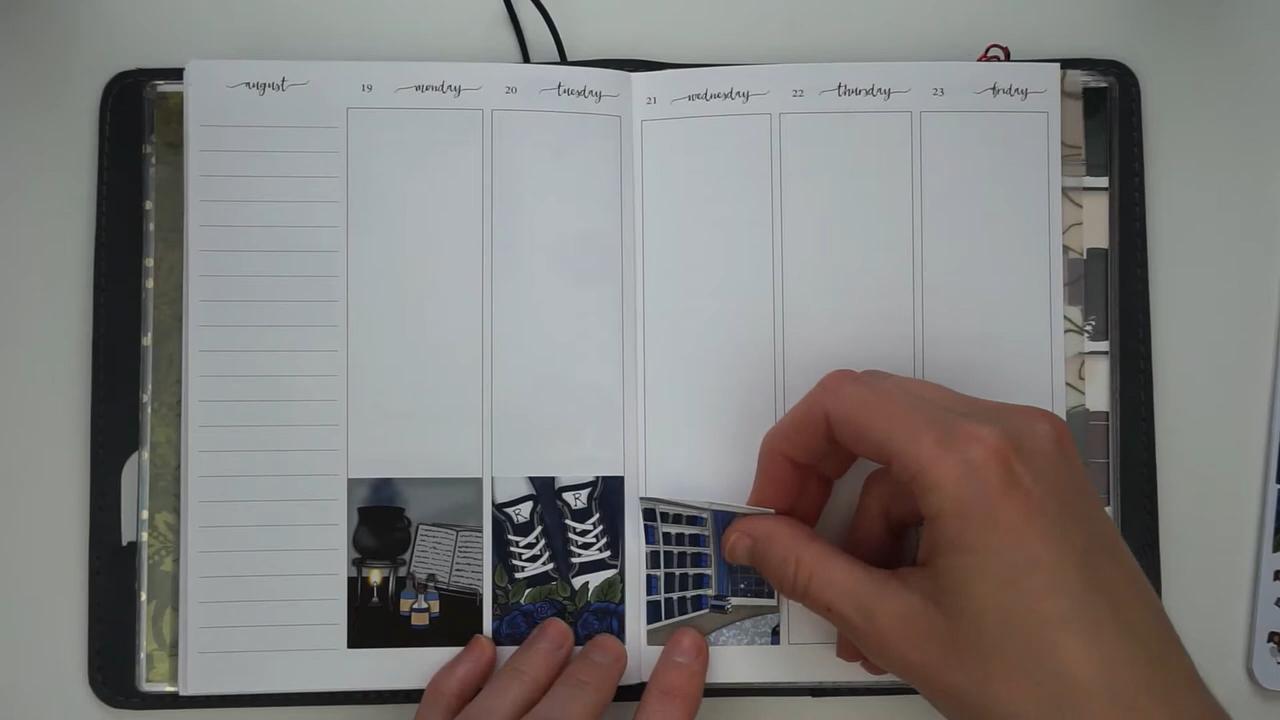 august
19 monday
20 tuesday
21 wednesday
22 thursday
23 friday
R R